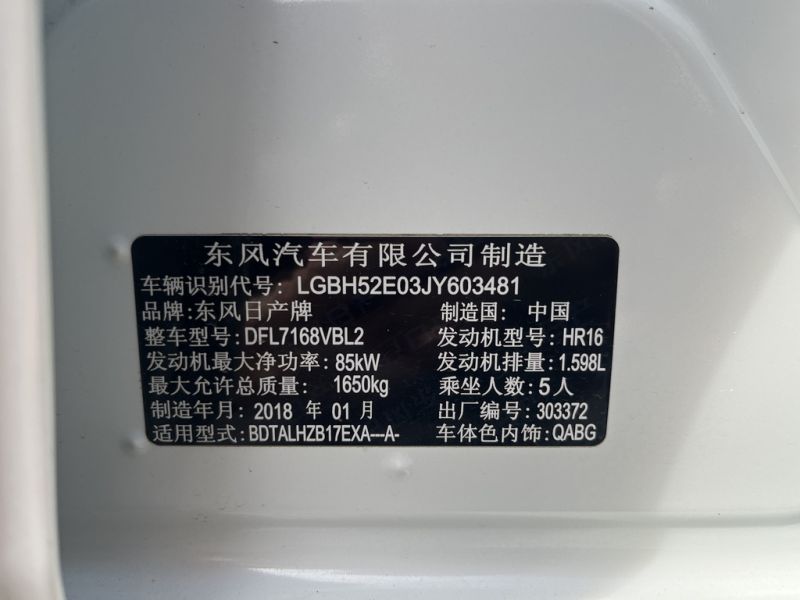 东风汽车有限公司制造
车辆识别代号: LGBH52E03JY603481
品牌: 东风日产牌 制造国: 中国
整车型号: DFL7168VBL2 发动机型号: HR16
发动机最大净功率: 85kW 发动机排量: 1.598L
最大允许总质量: 1650kg 乘坐人数: 5人
制造年月: 2018 年 01 月 出厂编号: 303372
适用型式: BDTALHZB17EXA---A- 车体色内饰: QABG